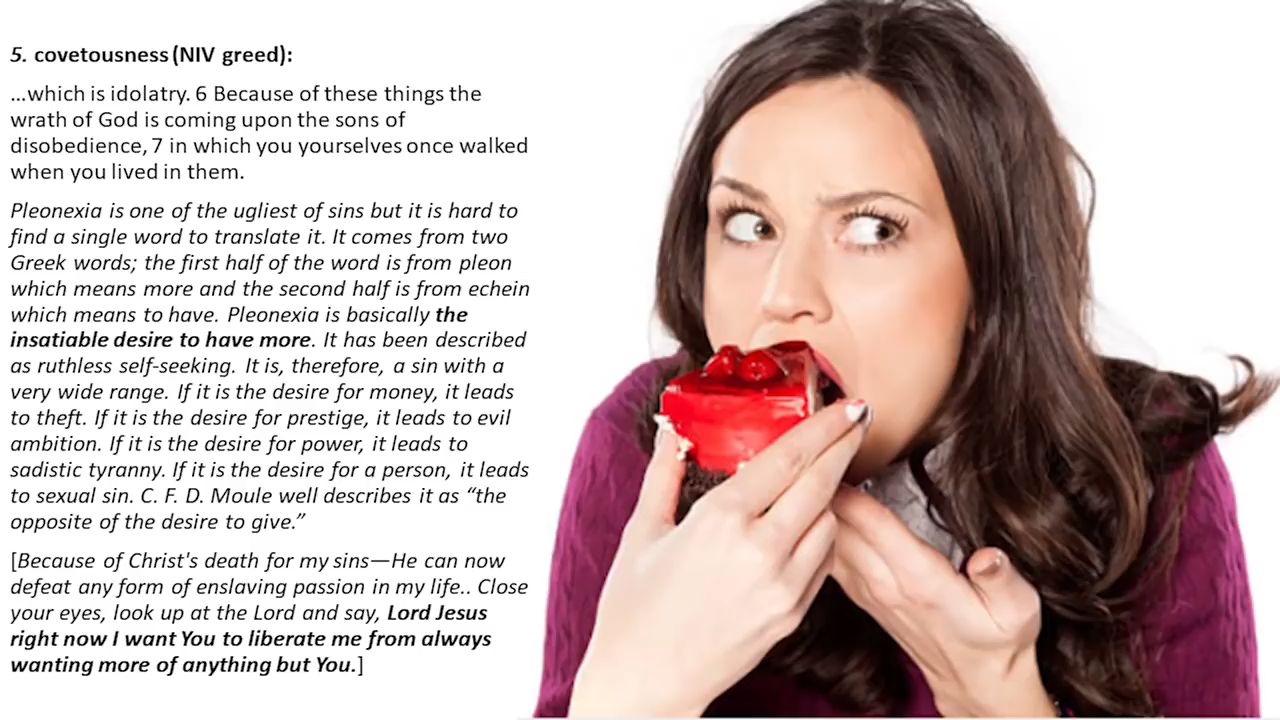 5. covetousness (NIV greed):
…which is idolatry. 6 Because of these things the
wrath of God is coming upon the sons of
disobedience, 7 in which you yourselves once walked
when you lived in them.
Pleonexia is one of the ugliest of sins but it is hard to
find a single word to translate it. It comes from two
Greek words; the first half of the word is from pleon
which means more and the second half is from echein
which means to have. Pleonexia is basically the
insatiable desire to have more. It has been described
as ruthless self-seeking. It is, therefore, a sin with a
very wide range. If it is the desire for money, it leads
to theft. If it is the desire for prestige, it leads to evil
ambition. If it is the desire for power, it leads to
sadistic tyranny. If it is the desire for a person, it leads
to sexual sin. C. F. D. Moule well describes it as “the
opposite of the desire to give.”
[Because of Christ's death for my sins—He can now
defeat any form of enslaving passion in my life.. Close
your eyes, look up at the Lord and say, Lord Jesus
right now I want You to liberate me from always
wanting more of anything but You.]